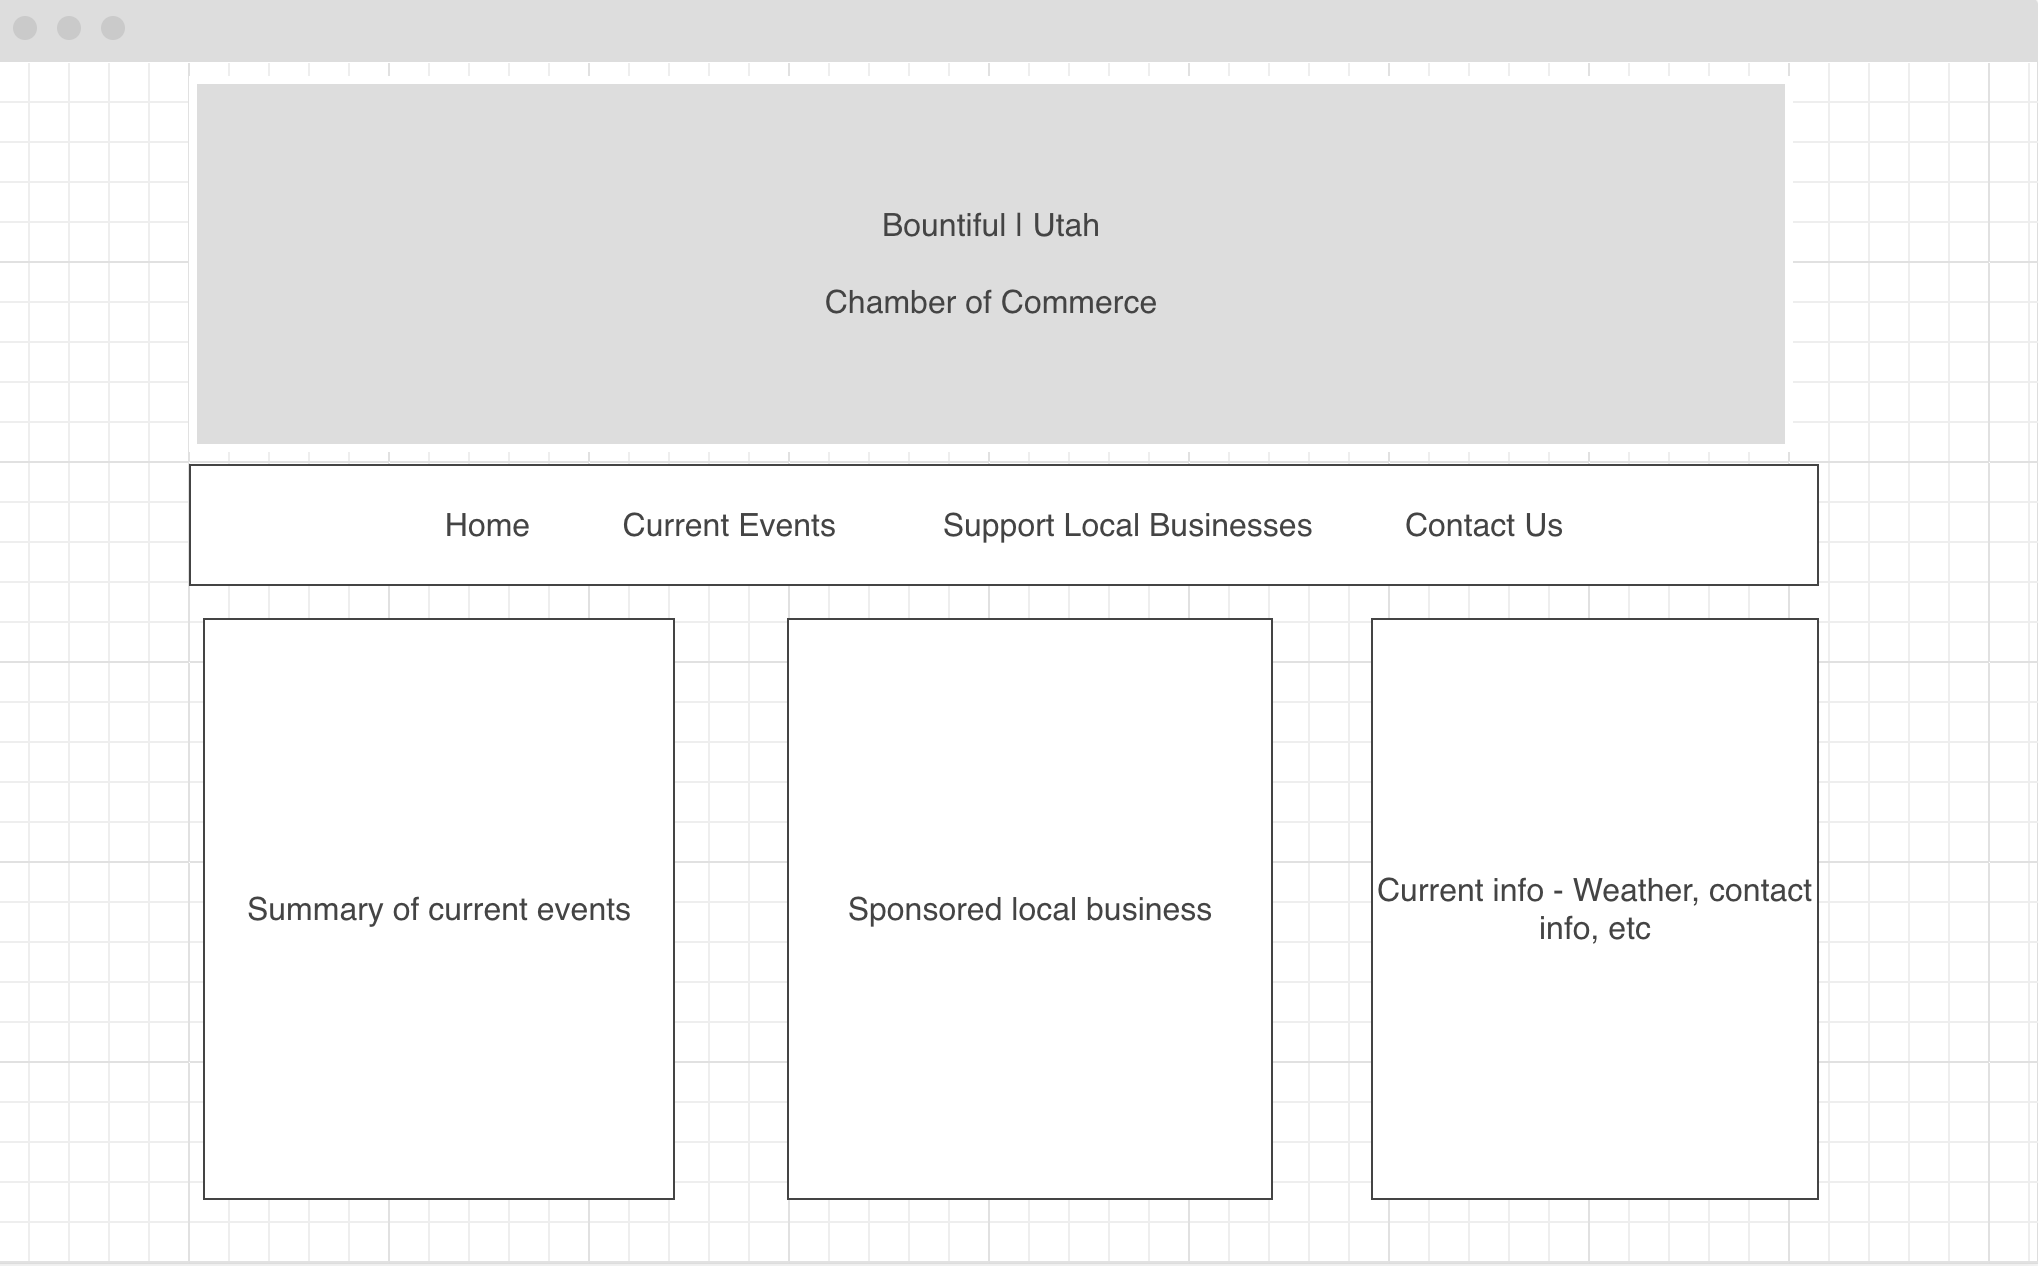 Bountiful | Utah
Chamber of Commerce
Home Current Events Support Local Businesses Contact Us
Summary of current events
Sponsored local business
Current info - Weather, contact
info, etc